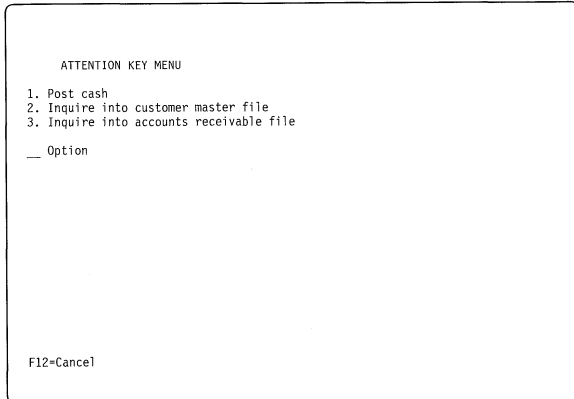 ATTENTION KEY MENU
1. Post cash
2. Inquire into customer master file
3. Inquire into accounts receivable file
__ Option
F12=Cancel